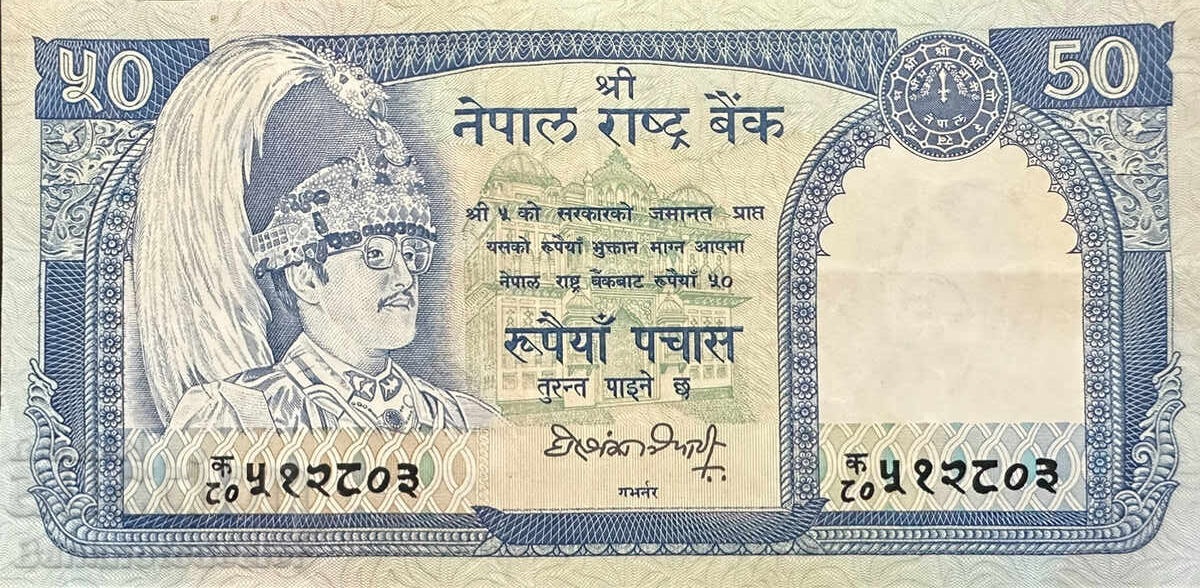 ५०
50
श्री
नेपाल राष्ट्र बैंक
श्री ५ को सरकारको जमानत प्राप्त
यसको रूपैयाँ भुक्तान माग्न आएमा
नेपाल राष्ट्र बैंकबाट रूपैयाँ ५०
रूपैयाँ पचास
तुरन्त पाइने छ
गभर्नर
क
८०
५१२८०३
क
८०
५१२८०३